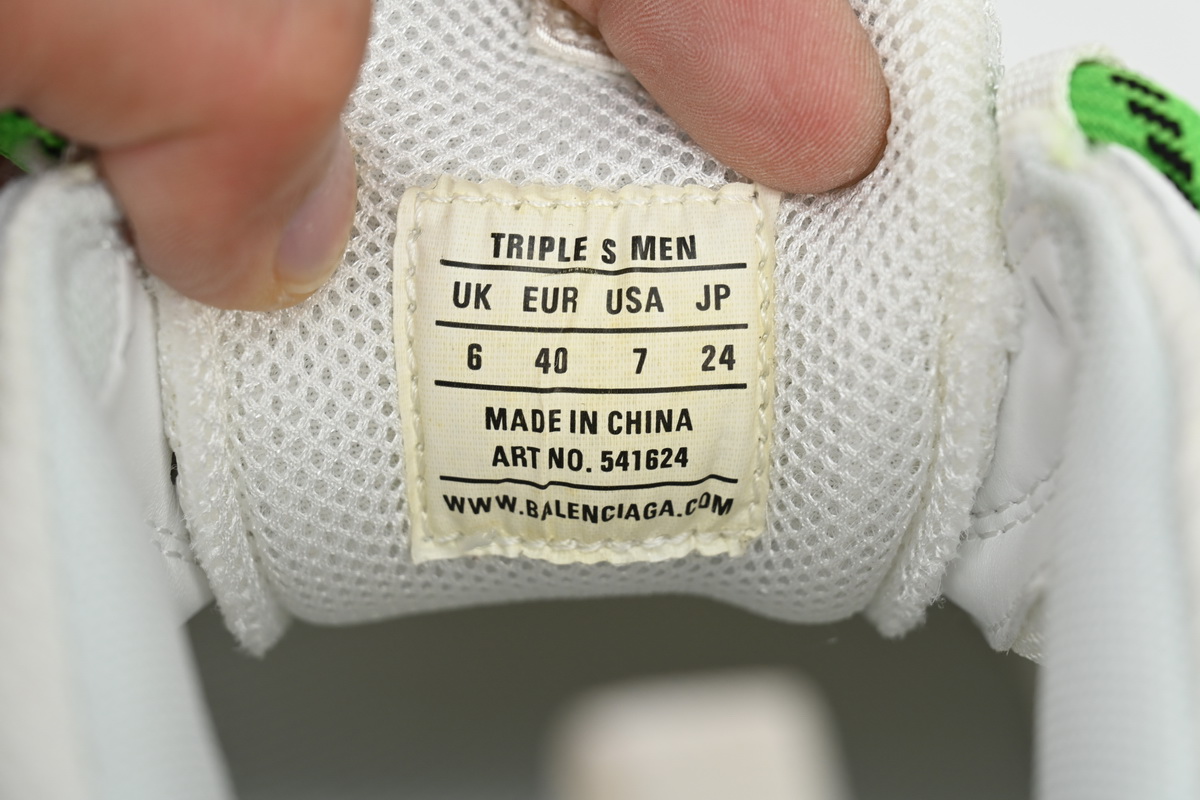 TRIPLE S MEN
UK EUR USA JP
6 40 7 24
MADE IN CHINA
ART NO. 541624
WWW.BALENCIAGA.COM